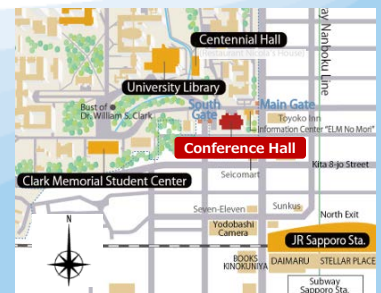 Centennial Hall
ay Nanboku Line
University Library
Bust of
Dr. William S. Clark
South
Gate
Main Gate
Toyoko Inn
Information Center "ELM No Mori"
Conference Hall
Kita 8-jo Street
Seicomart
Clark Memorial Student Center
Seven-Eleven
Sunkus
North Exit
N
Yodobashi
Camera
JR Sapporo Sta.
BOOKS
KINOKUNIYA
DAIMARU
STELLAR PLACE
Subway
Sapporo Sta.